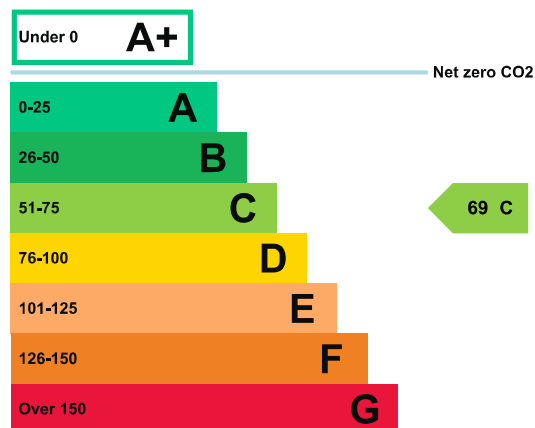 Under 0 A+
Net zero CO2
0-25 A
26-50 B
51-75 C
69 C
76-100 D
101-125 E
126-150 F
Over 150 G